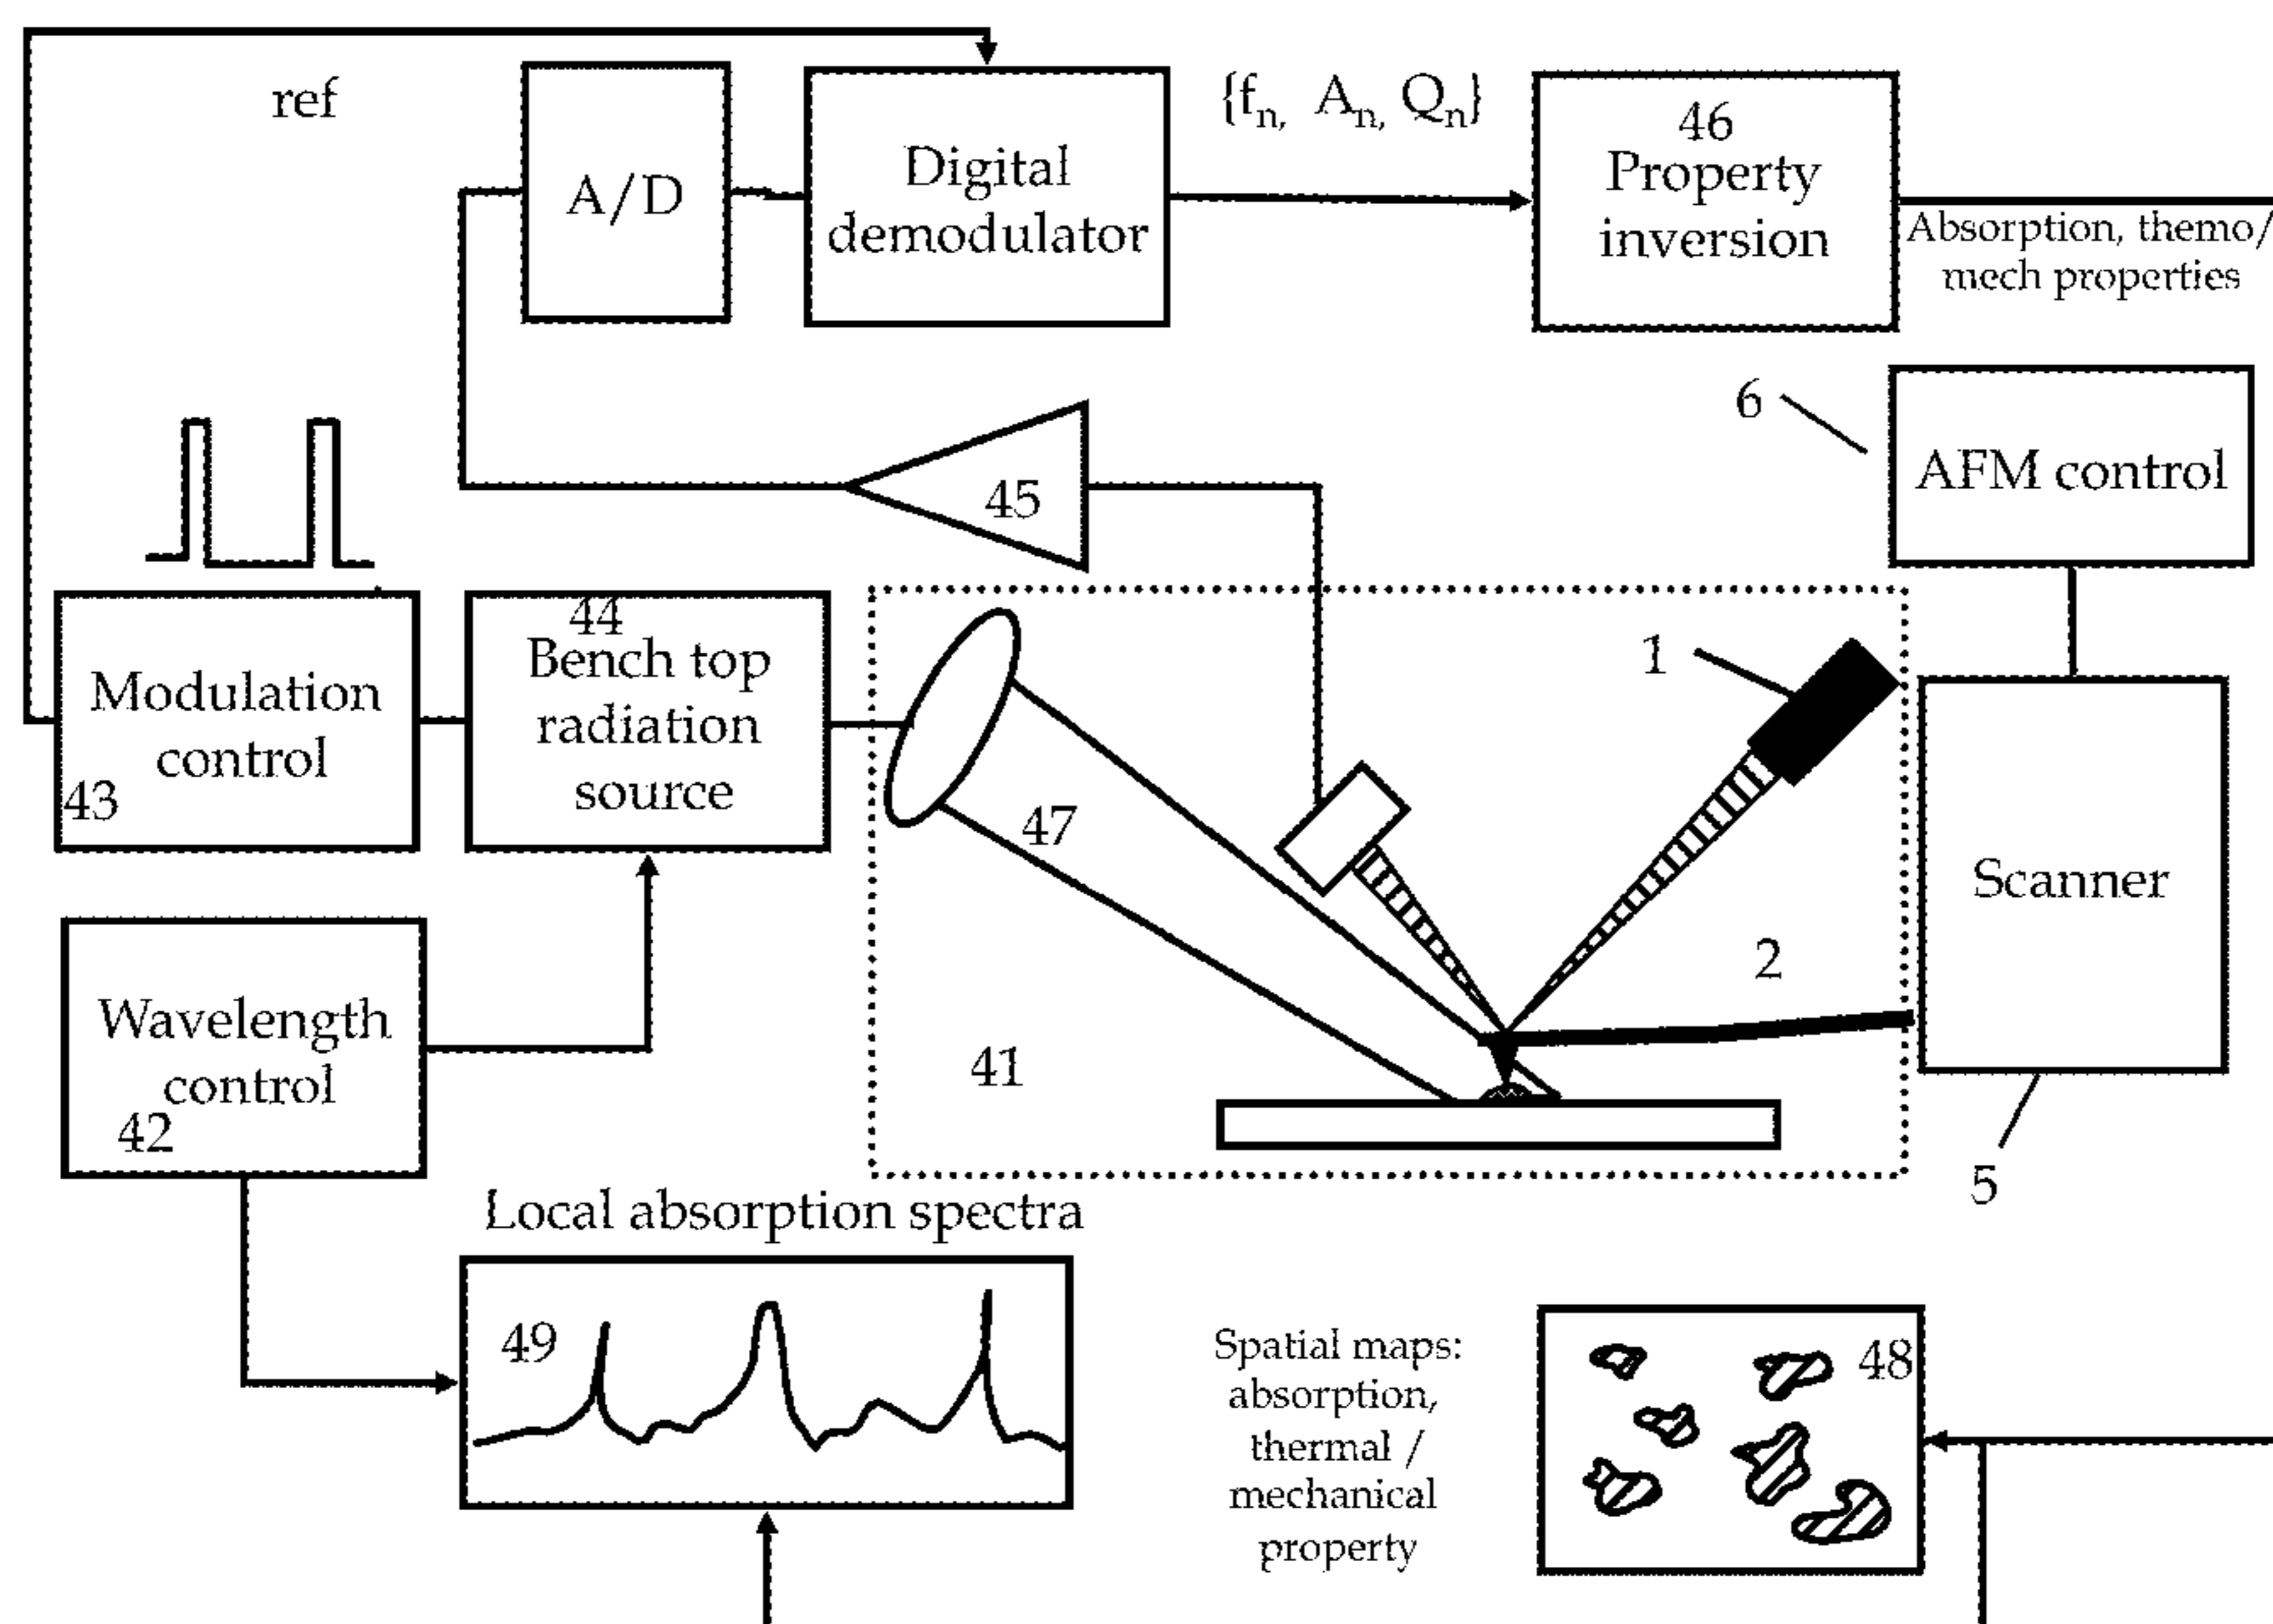 ref
A/D
Digital
demodulator
{fn, An, Qn}
46
Property
inversion
Absorption, themo/
mech properties
6
AFM control
45
43
Modulation
control
44
Bench top
radiation
source
47
1
2
Scanner
5
41
Wavelength
control
42
Local absorption spectra
49
Spatial maps:
absorption,
thermal /
mechanical
property
48